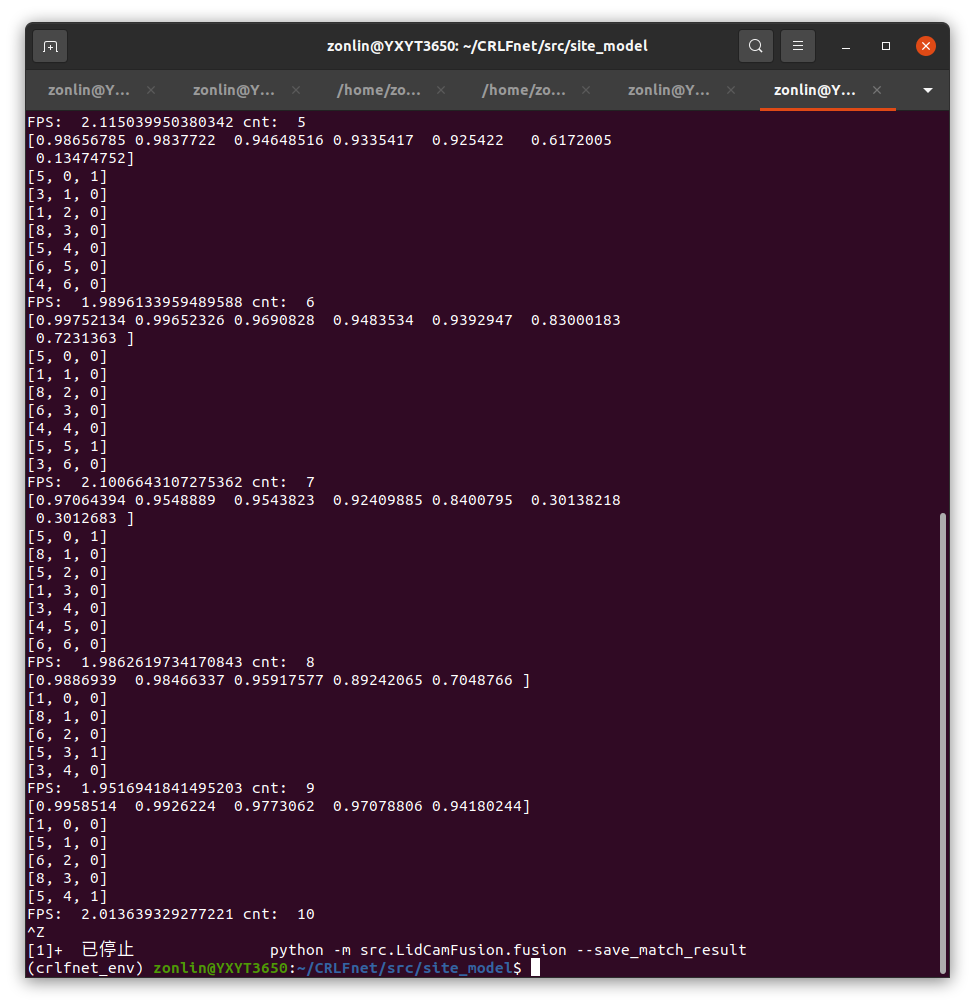 zonlin@YXYT3650: ~/CRLFnet/src/site_model
zonlin@Y... × zonlin@Y... × /home/zo... × /home/zo... × zonlin@Y... × zonlin@Y... ×
FPS:  2.115039950380342 cnt:  5
[0.98656785 0.9837722  0.94648516 0.9335417  0.925422   0.6172005
 0.13474752]
[5, 0, 1]
[3, 1, 0]
[1, 2, 0]
[8, 3, 0]
[5, 4, 0]
[6, 5, 0]
[4, 6, 0]
FPS:  1.9896133959489588 cnt:  6
[0.99752134 0.99652326 0.9690828  0.9483534  0.9392947  0.83000183
 0.7231363 ]
[5, 0, 0]
[1, 1, 0]
[8, 2, 0]
[6, 3, 0]
[4, 4, 0]
[5, 5, 1]
[3, 6, 0]
FPS:  2.1006643107275362 cnt:  7
[0.97064394 0.9548889  0.9543823  0.92409885 0.8400795  0.30138218
 0.3012683 ]
[5, 0, 1]
[8, 1, 0]
[5, 2, 0]
[1, 3, 0]
[3, 4, 0]
[4, 5, 0]
[6, 6, 0]
FPS:  1.9862619734170843 cnt:  8
[0.9886939  0.98466337 0.95917577 0.89242065 0.7048766 ]
[1, 0, 0]
[8, 1, 0]
[6, 2, 0]
[5, 3, 1]
[3, 4, 0]
FPS:  1.9516941841495203 cnt:  9
[0.9958514  0.9926224  0.9773062  0.97078806 0.94180244]
[1, 0, 0]
[5, 1, 0]
[6, 2, 0]
[8, 3, 0]
[5, 4, 1]
FPS:  2.013639329277221 cnt:  10
^Z
[1]+  已停止               python -m src.LidCamFusion.fusion --save_match_result
(crlfnet_env) zonlin@YXYT3650:~/CRLFnet/src/site_model$